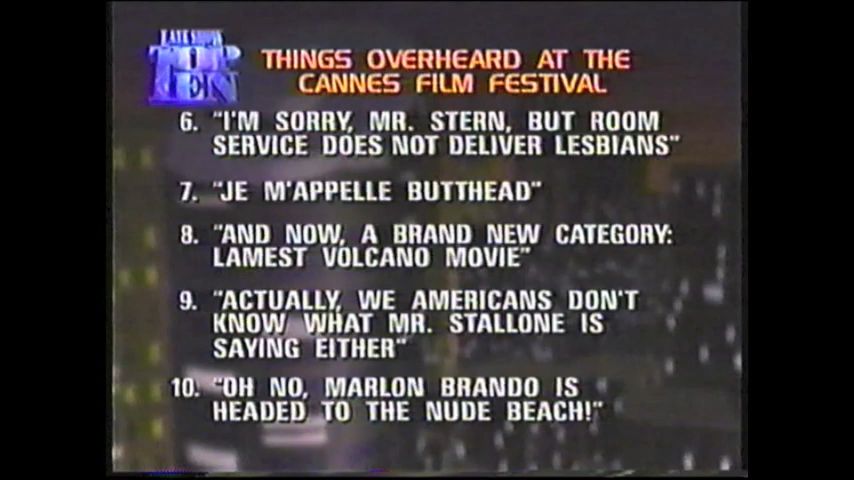 LATE SHOW
TOP
TEN
THINGS OVERHEARD AT THE
CANNES FILM FESTIVAL
6. "I'M SORRY, MR. STERN, BUT ROOM
SERVICE DOES NOT DELIVER LESBIANS"
7. "JE M'APPELLE BUTTHEAD"
8. "AND NOW, A BRAND NEW CATEGORY:
LAMEST VOLCANO MOVIE"
9. "ACTUALLY, WE AMERICANS DON'T
KNOW WHAT MR. STALLONE IS
SAYING EITHER"
10. "OH NO, MARLON BRANDO IS
HEADED TO THE NUDE BEACH!"